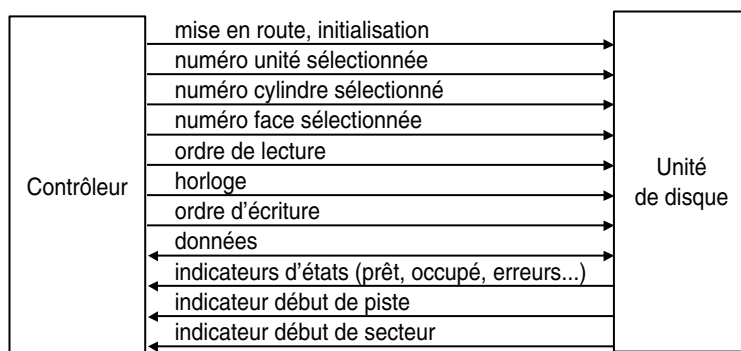 mise en route, initialisation
numéro unité sélectionnée
numéro cylindre sélectionné
numéro face sélectionnée
ordre de lecture
Contrôleur
horloge
Unité
de disque
ordre d'écriture
données
indicateurs d'états (prêt, occupé, erreurs...)
indicateur début de piste
indicateur début de secteur